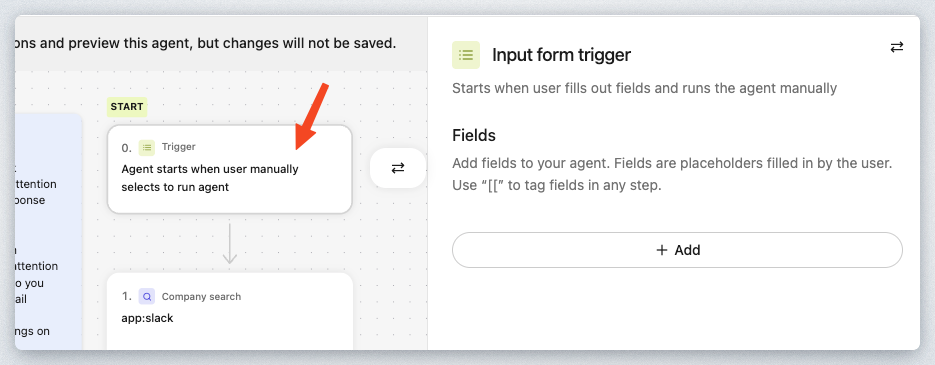 ons and preview this agent, but changes will not be saved.
START
0. Trigger
Agent starts when user manually
selects to run agent
1. Company search
app:slack
t
ttention
ponse
n
attention
o you
ail
ngs on
Input form trigger
Starts when user fills out fields and runs the agent manually
Fields
Add fields to your agent. Fields are placeholders filled in by the user.
Use “[[” to tag fields in any step.
+ Add